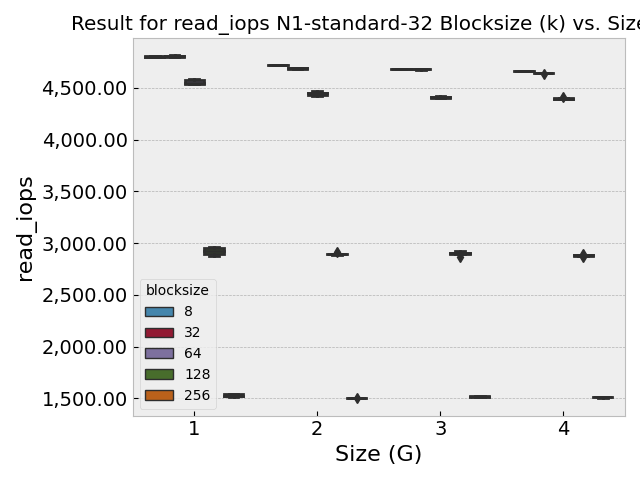 Result for read_iops N1-standard-32 Blocksize (k) vs. Size
4,500.00
4,000.00
3,500.00
3,000.00
2,500.00
2,000.00
1,500.00
read_iops
blocksize
8
32
64
128
256
1 2 3 4
Size (G)